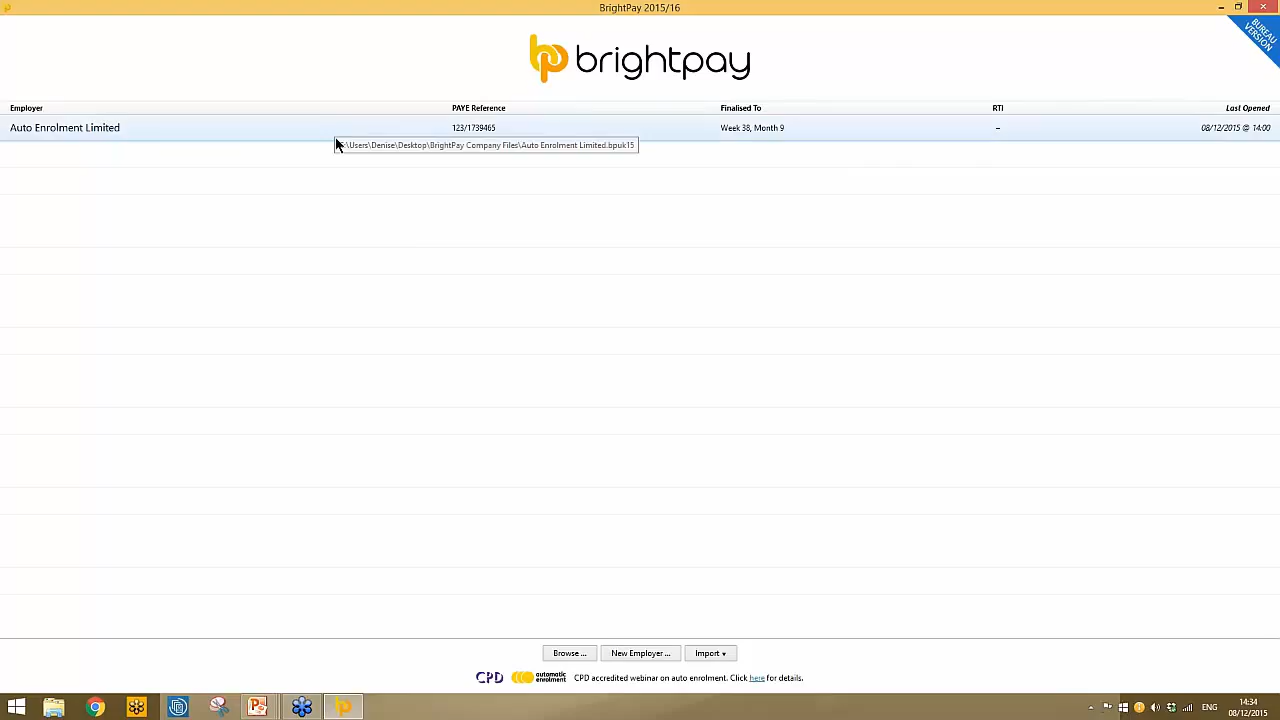 BrightPay 2015/16
BUREAU
VERSION
brightpay
Employer PAYE Reference Finalised To RTI Last Opened
Auto Enrolment Limited 123/1739465 Week 38, Month 9 – 08/12/2015 @ 14:00
:\Users\Denise\Desktop\BrightPay Company Files\Auto Enrolment Limited.bpuk15
Browse ... New Employer ... Import
CPD automatic enrolment CPD accredited webinar on auto enrolment. Click here for details.
ENG 14:34
08/12/2015